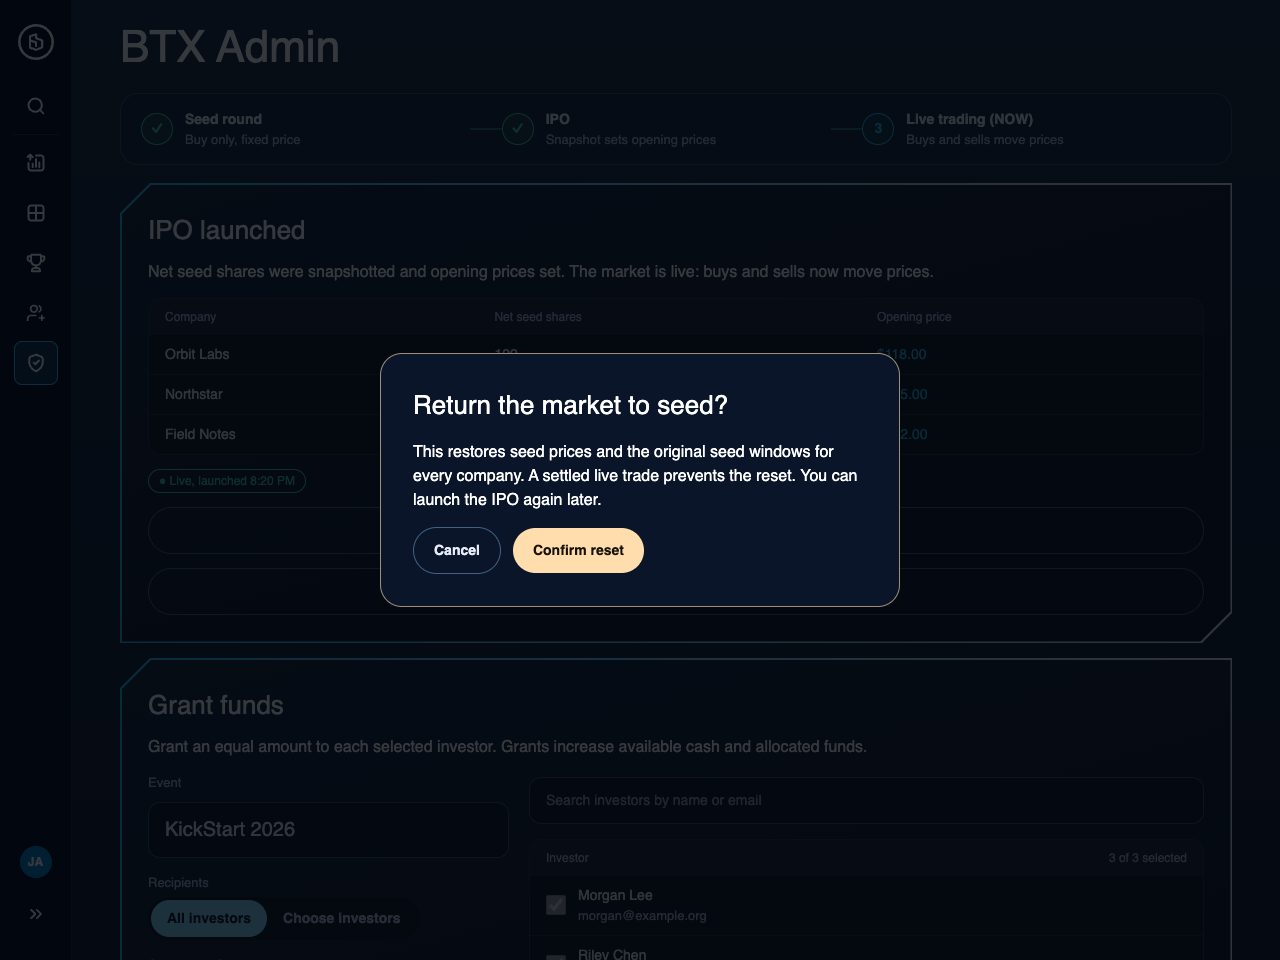 BTX Admin
Seed round
Buy only, fixed price
IPO
Snapshot sets opening prices
3
Live trading (NOW)
Buys and sells move prices
IPO launched
Net seed shares were snapshotted and opening prices set. The market is live: buys and sells now move prices.
Company Net seed shares Opening price
Orbit Labs $118.00
Northstar
Field Notes
Live, launched 8:20 PM
Return the market to seed?
This restores seed prices and the original seed windows for
every company. A settled live trade prevents the reset. You can
launch the IPO again later.
Cancel Confirm reset
Grant funds
Grant an equal amount to each selected investor. Grants increase available cash and allocated funds.
Event
KickStart 2026
Recipients
All investors Choose investors
Search investors by name or email
Investor 3 of 3 selected
Morgan Lee
morgan@example.org
Riley Chen
JA